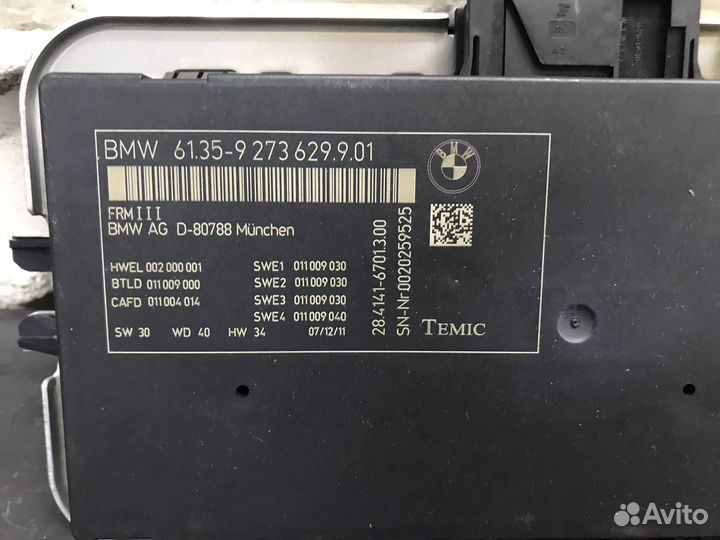 BMW 61.35-9 273 629.9.01
BMW
FRMIII
BMW AG D-80788 München
HWEL 002 000 001
BTLD 011 009 000
CAFD 011 004 014
SWE1 011 009 030
SWE2 011 009 030
SWE3 011 009 030
SWE4 011 009 040
SW 30 WD 40 HW 34 07/12/11
28.4141-6701.3.00
SN-Nr 0020259525
TEMIC
Avito